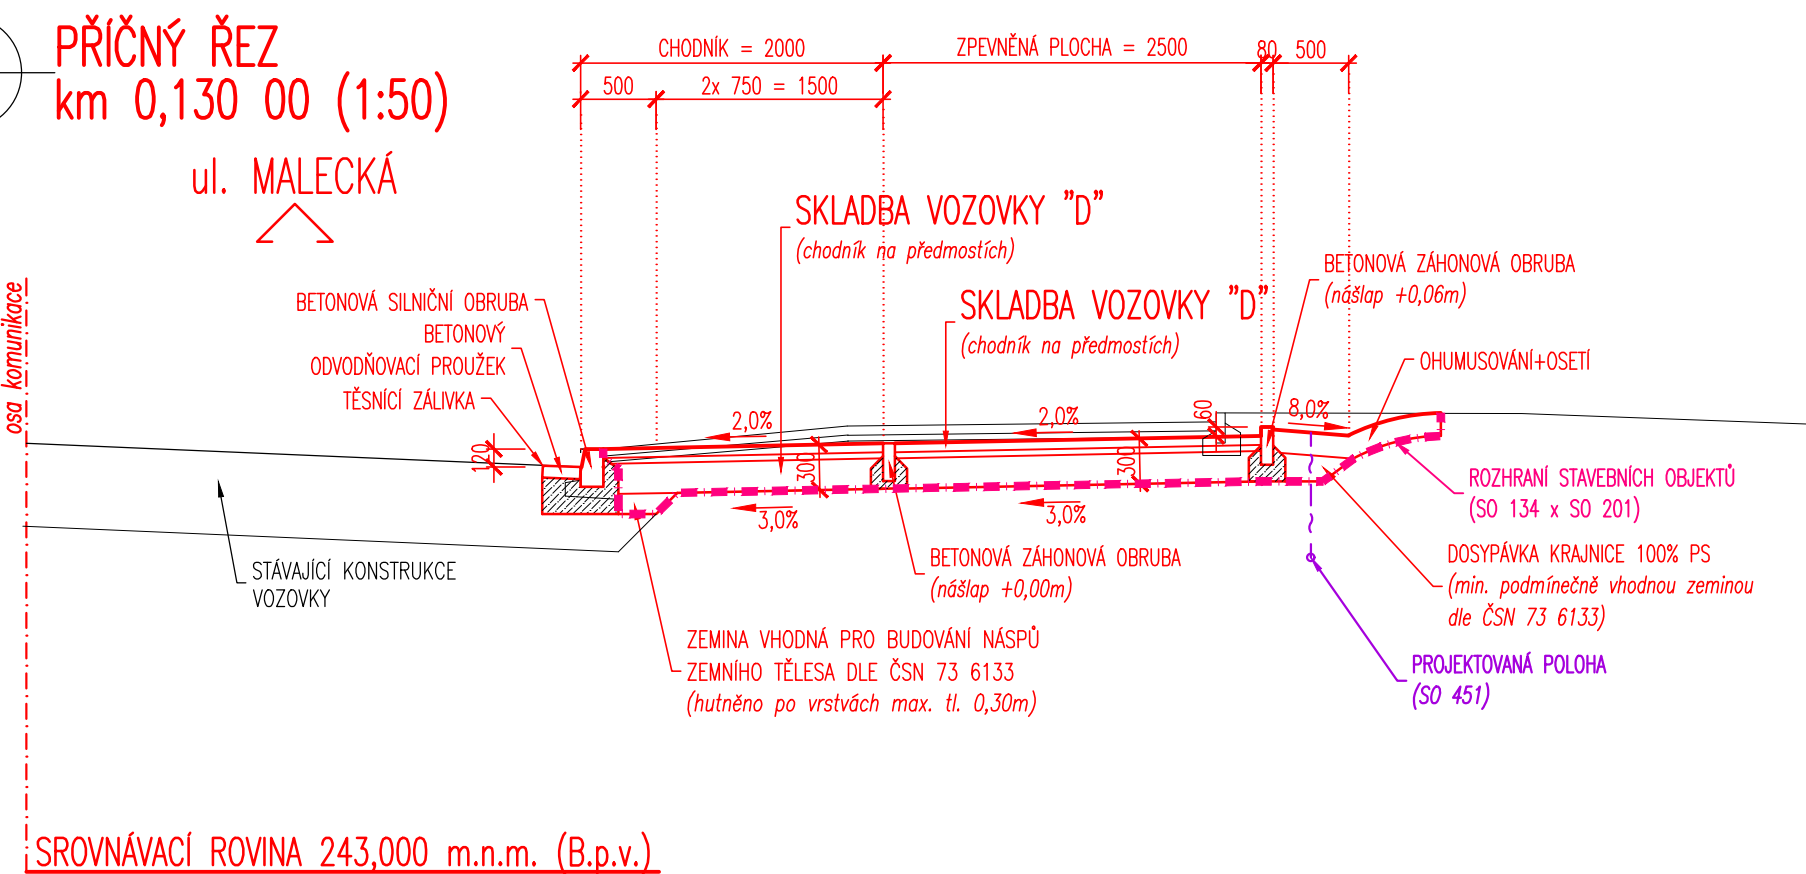 PŘÍČNÝ ŘEZ
km 0,130 00 (1:50)
ul. MALECKÁ
CHODNÍK = 2000
ZPEVNĚNÁ PLOCHA = 2500
80
500
500
2x 750 = 1500
SKLADBA VOZOVKY "D"
(chodník na předmostích)
SKLADBA VOZOVKY "D"
(chodník na předmostích)
BETONOVÁ ZÁHONOVÁ OBRUBA
(nášlap +0,06m)
BETONOVÁ SILNIČNÍ OBRUBA
BETONOVÝ
ODVODŇOVACÍ PROUŽEK
TĚSNÍCÍ ZÁLIVKA
osa komunikace
OHUMUSOVÁNÍ+OSETÍ
2,0%
2,0%
60
8,0%
120
300
300
3,0%
3,0%
ROZHRANÍ STAVEBNÍCH OBJEKTŮ
(SO 134 x SO 201)
STÁVAJÍCÍ KONSTRUKCE
VOZOVKY
BETONOVÁ ZÁHONOVÁ OBRUBA
(nášlap +0,00m)
DOSYPÁVKA KRAJNICE 100% PS
(min. podmínečně vhodnou zeminou
dle ČSN 73 6133)
ZEMINA VHODNÁ PRO BUDOVÁNÍ NÁSPŮ
ZEMNÍHO TĚLESA DLE ČSN 73 6133
(hutněno po vrstvách max. tl. 0,30m)
PROJEKTOVANÁ POLOHA
(SO 451)
SROVNÁVACÍ ROVINA 243,000 m.n.m. (B.p.v.)